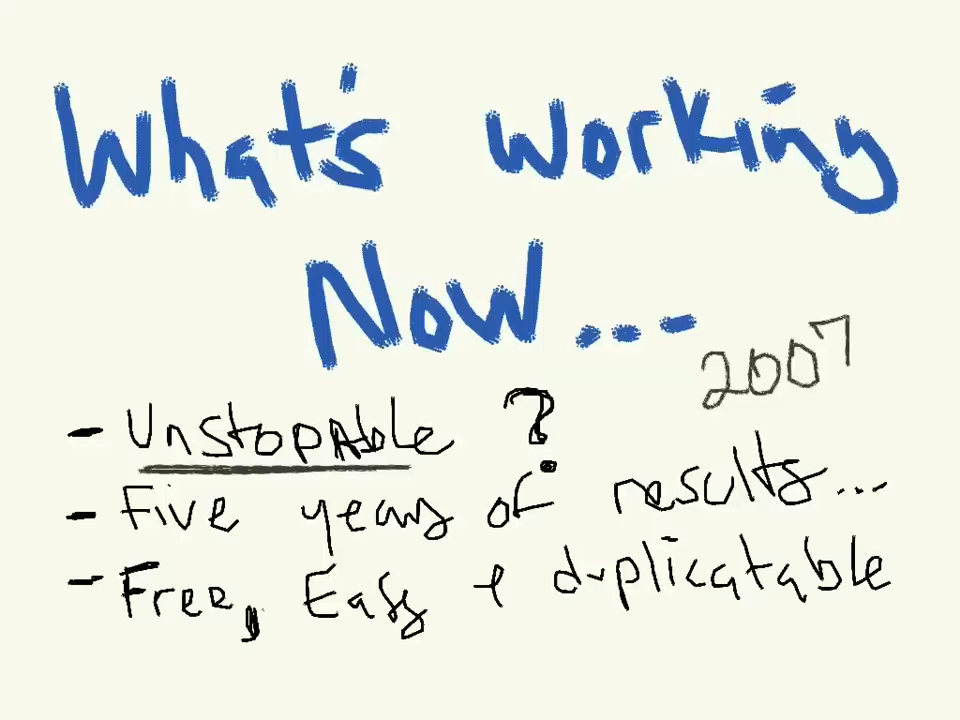 What's working
Now...
2007
- Unstopable ?
- Five years of results...
- Free, Easy & duplicatable